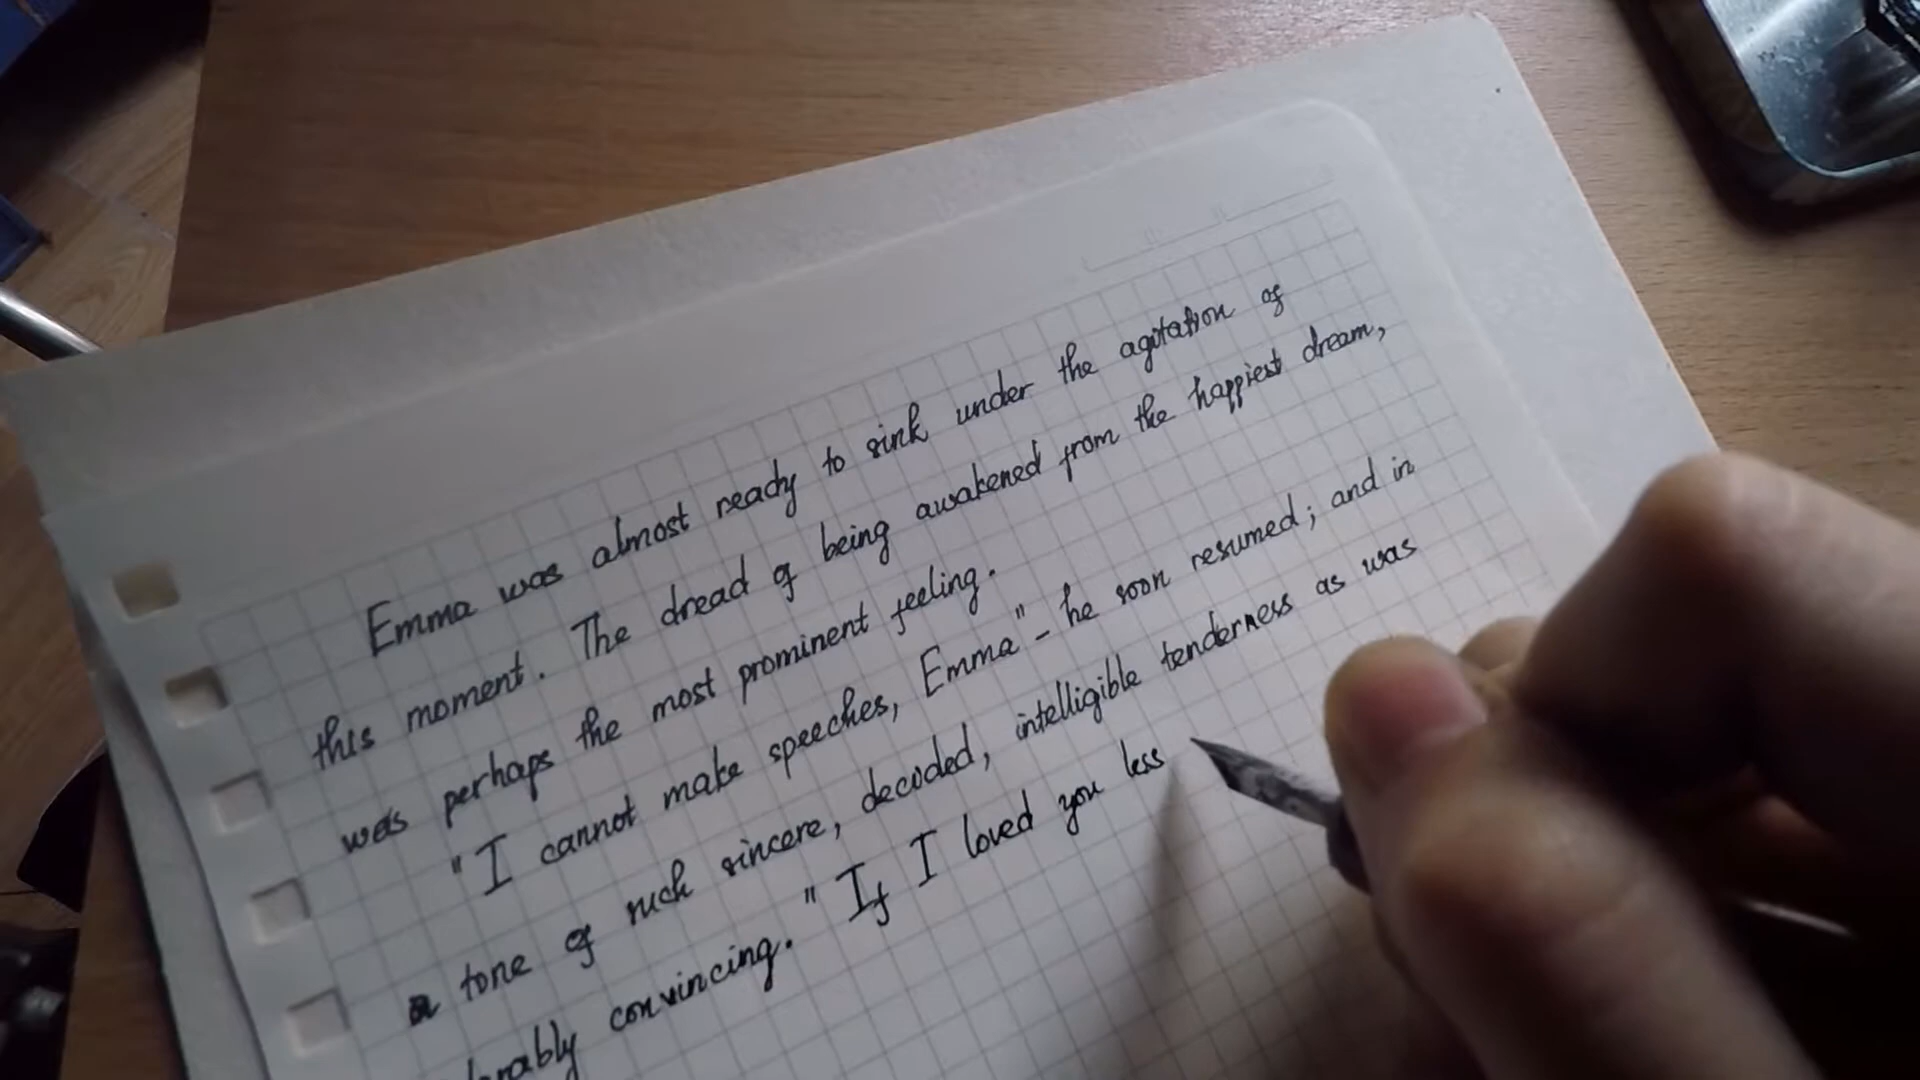 Emma was almost ready to sink under the agitation of
this moment. The dread of being awakened from the happiest dream,
was perhaps the most prominent feeling.
"I cannot make speeches, Emma" - he soon resumed; and in
a tone of such sincere, decided, intelligible tenderness as was
convincing. "If I loved you less